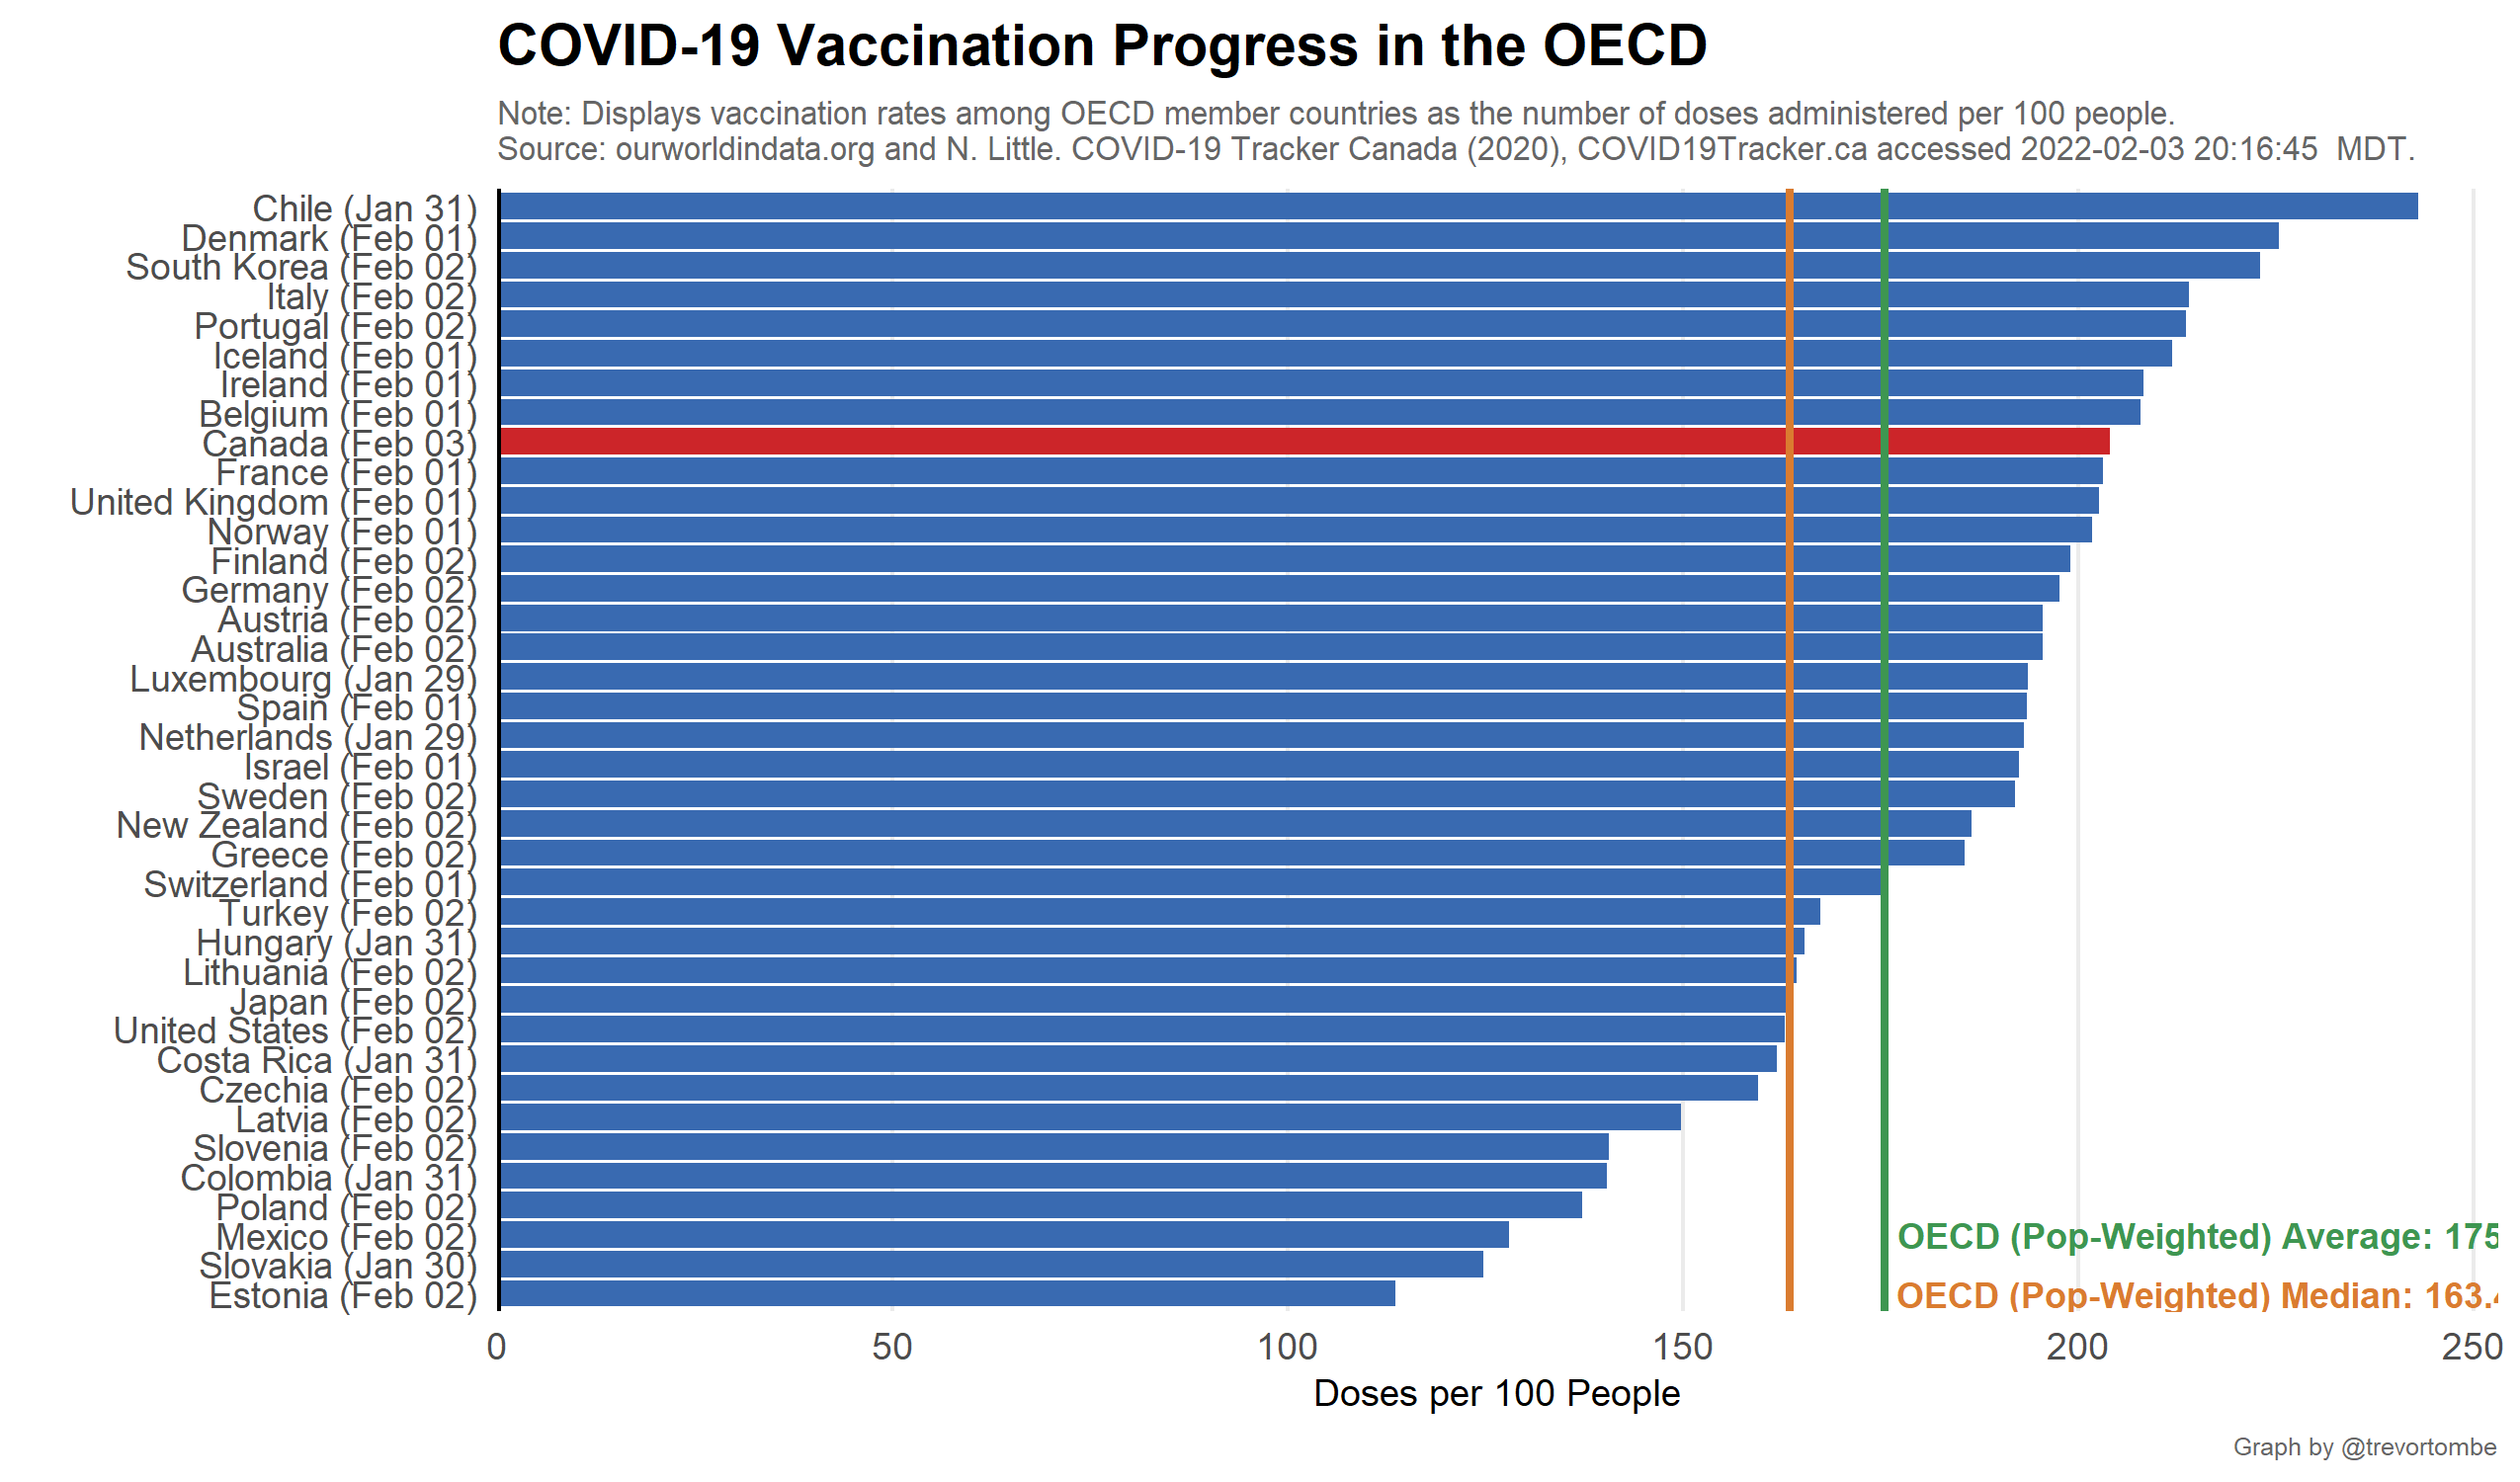 COVID-19 Vaccination Progress in the OECD
Note: Displays vaccination rates among OECD member countries as the number of doses administered per 100 people.
Source: ourworldindata.org and N. Little. COVID-19 Tracker Canada (2020), COVID19Tracker.ca accessed 2022-02-03 20:16:45  MDT.
Chile (Jan 31)
Denmark (Feb 01)
South Korea (Feb 02)
Italy (Feb 02)
Portugal (Feb 02)
Iceland (Feb 01)
Ireland (Feb 01)
Belgium (Feb 01)
Canada (Feb 03)
France (Feb 01)
United Kingdom (Feb 01)
Norway (Feb 01)
Finland (Feb 02)
Germany (Feb 02)
Austria (Feb 02)
Australia (Feb 02)
Luxembourg (Jan 29)
Spain (Feb 01)
Netherlands (Jan 29)
Israel (Feb 01)
Sweden (Feb 02)
New Zealand (Feb 02)
Greece (Feb 02)
Switzerland (Feb 01)
Turkey (Feb 02)
Hungary (Jan 31)
Lithuania (Feb 02)
Japan (Feb 02)
United States (Feb 02)
Costa Rica (Jan 31)
Czechia (Feb 02)
Latvia (Feb 02)
Slovenia (Feb 02)
Colombia (Jan 31)
Poland (Feb 02)
Mexico (Feb 02)
Slovakia (Jan 30)
Estonia (Feb 02)
OECD (Pop-Weighted) Average: 175
OECD (Pop-Weighted) Median: 163.4
0 50 100 150 200 250
Doses per 100 People
Graph by @trevortombe